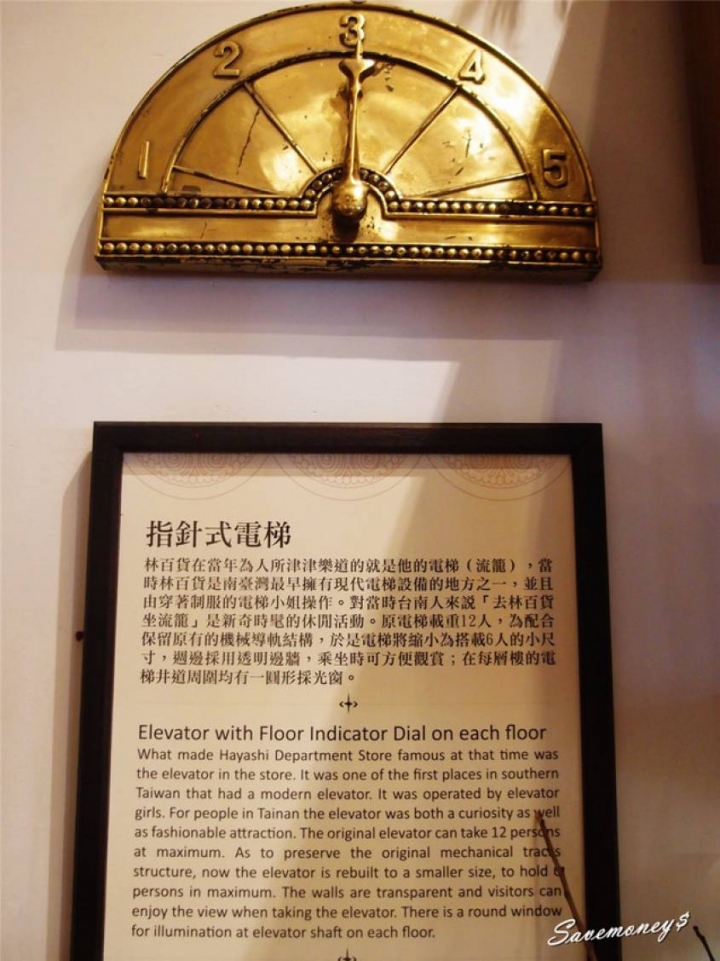 1 2 3 4 5
指針式電梯
林百貨在當年為人所津津樂道的就是他的電梯（流籠），當
時林百貨是南臺灣最早擁有現代電梯設備的地方之一，並且
由穿著制服的電梯小姐操作。對當時台南人來說「去林百貨
坐流籠」是新奇時髦的休閒活動。原電梯載重12人，為配合
保留原有的機械導軌結構，於是電梯將縮小為搭載6人的小尺
寸，週邊採用透明邊牆，乘坐時可方便觀賞；在每層樓的電
梯井道周圍均有一圓形採光窗。
Elevator with Floor Indicator Dial on each floor
What made Hayashi Department Store famous at that time was
the elevator in the store. It was one of the first places in southern
Taiwan that had a modern elevator. It was operated by elevator
girls. For people in Tainan the elevator was both a curiosity as well
as fashionable attraction. The original elevator can take 12 persons
at maximum. As to preserve the original mechanical traces
structure, now the elevator is rebuilt to a smaller size, to hold 6
persons in maximum. The walls are transparent and visitors can
enjoy the view when taking the elevator. There is a round window
for illumination at elevator shaft on each floor.
Savemoney$